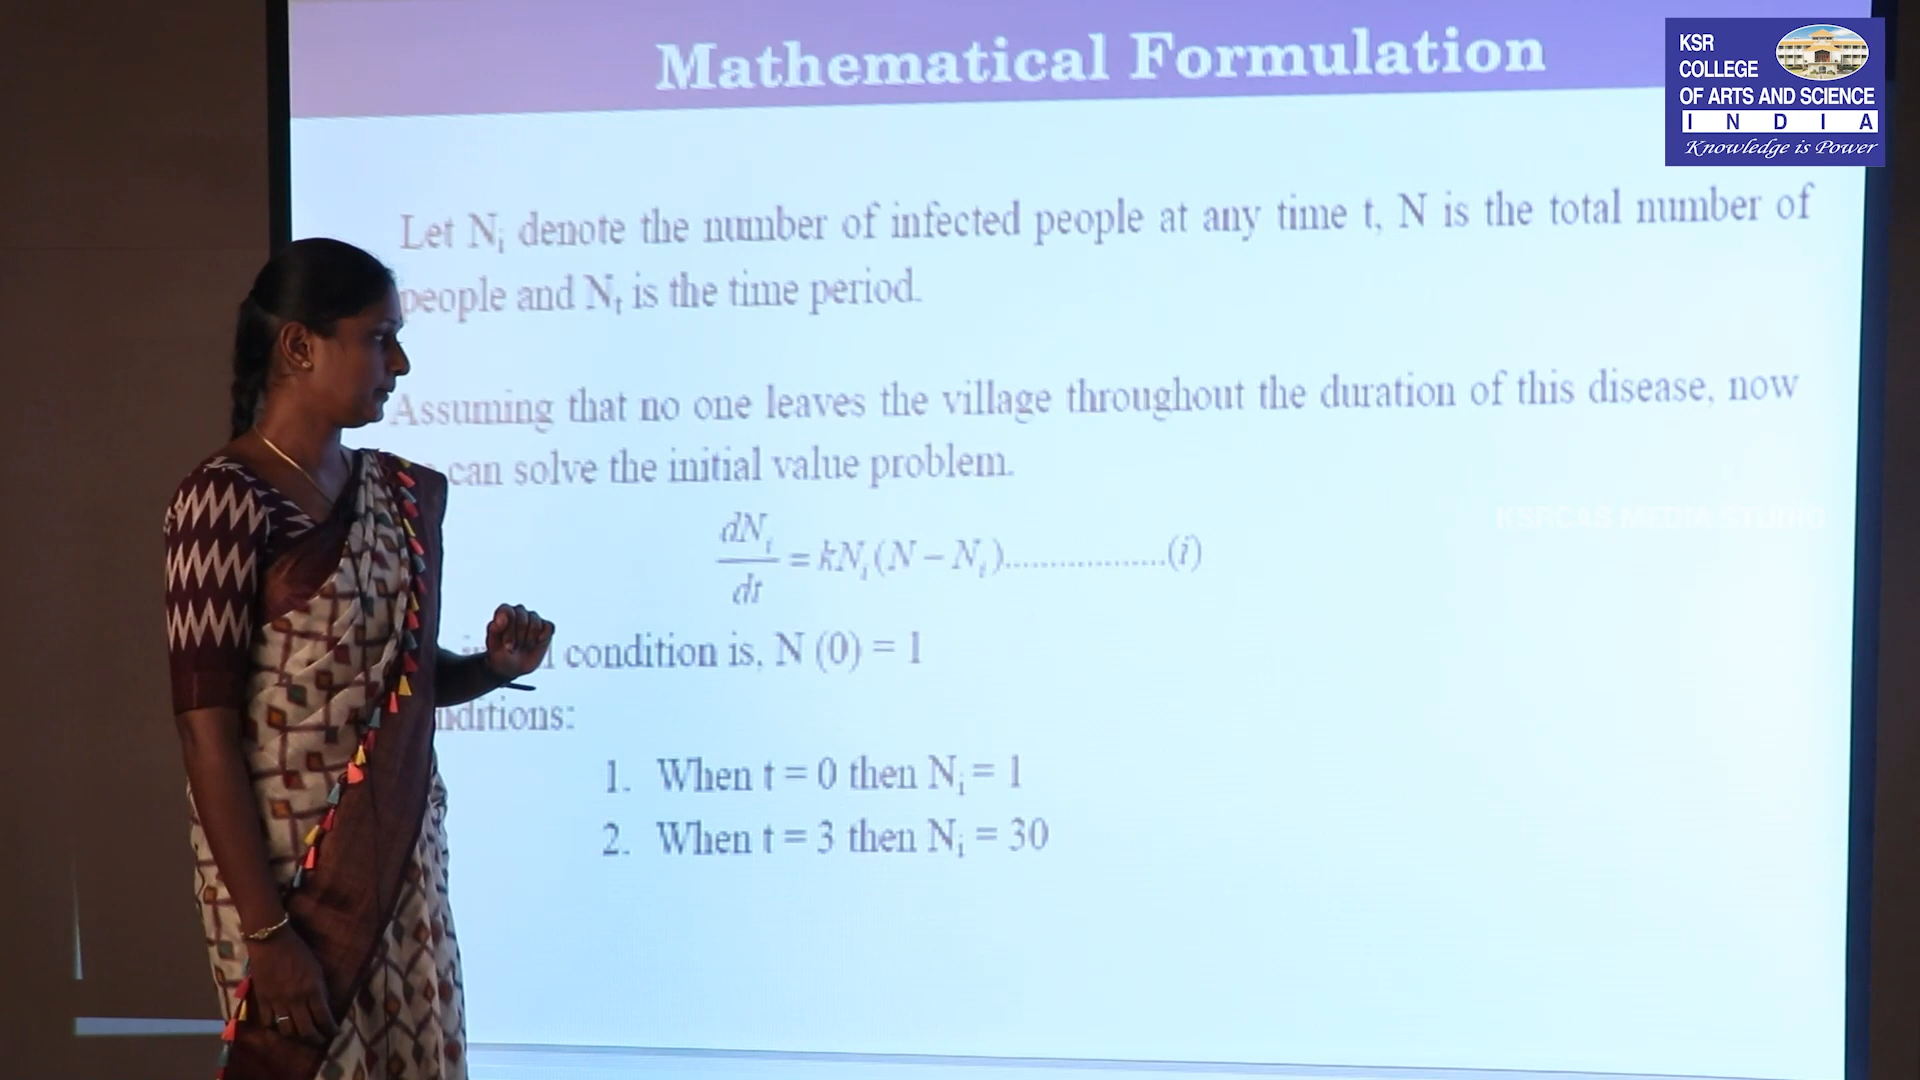 Mathematical Formulation
KSR
COLLEGE
OF ARTS AND SCIENCE
I N D I A
Knowledge is Power
Let Nᵢ denote the number of infected people at any time t, N is the total number of
people and Nₜ is the time period.
Assuming that no one leaves the village throughout the duration of this disease, now
can solve the initial value problem.
dNᵢ/dt = kNᵢ(N – Nᵢ)..................(i)
condition is, N (0) = 1
nditions:
1. When t = 0 then Nᵢ = 1
2. When t = 3 then Nᵢ = 30
KSRCAS MEDIA STUDIO